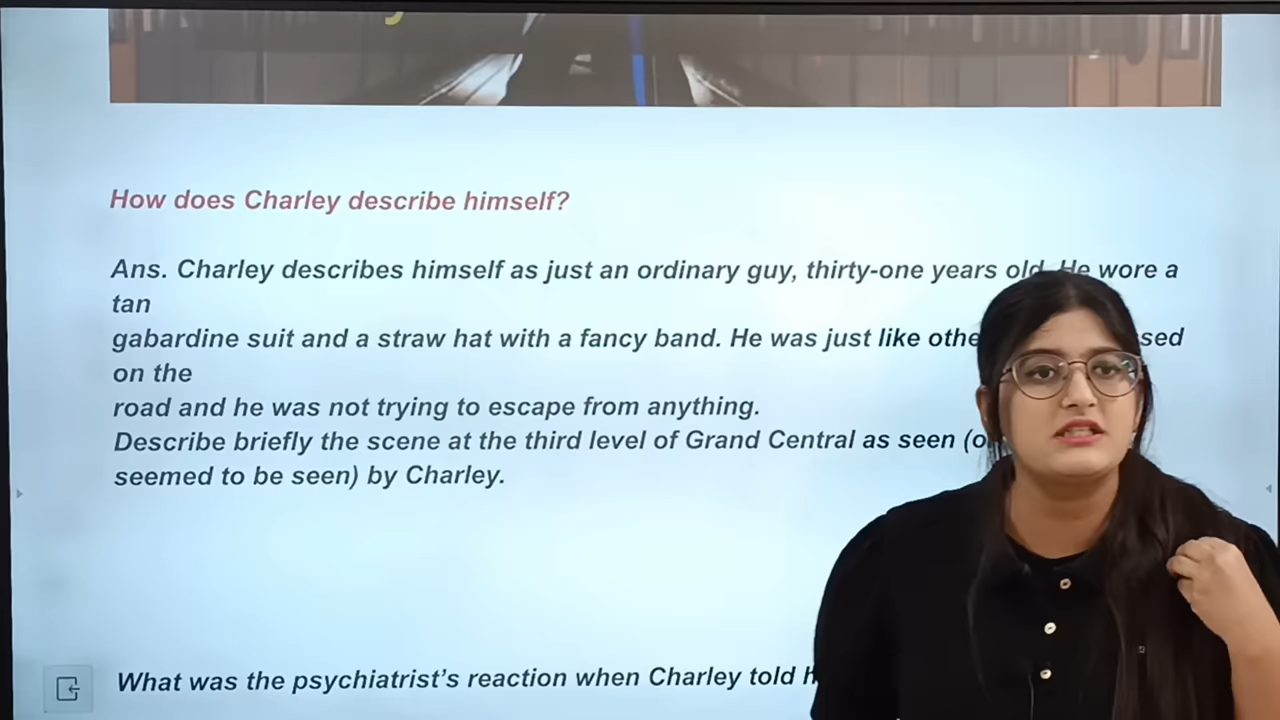 How does Charley describe himself?
Ans. Charley describes himself as just an ordinary guy, thirty-one years old. He wore a
tan
gabardine suit and a straw hat with a fancy band. He was just like
on the
road and he was not trying to escape from anything.
Describe briefly the scene at the third level of Grand Central as seen
seemed to be seen) by Charley.
What was the psychiatrist's reaction when Charley told